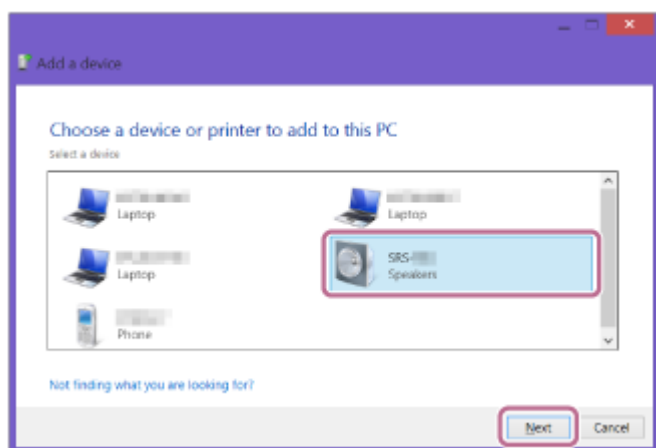 Add a device
Choose a device or printer to add to this PC
Select a device
Laptop
Laptop
Laptop
SRS-
Speakers
Phone
Not finding what you are looking for?
Next
Cancel